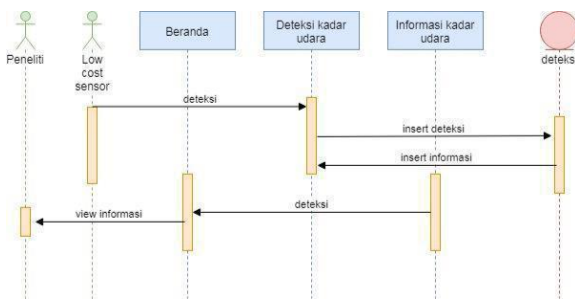 Peneliti
Low
cost
sensor
Beranda
Deteksi kadar
udara
Informasi kadar
udara
deteksi
deteksi
insert deteksi
insert informasi
deteksi
view informasi